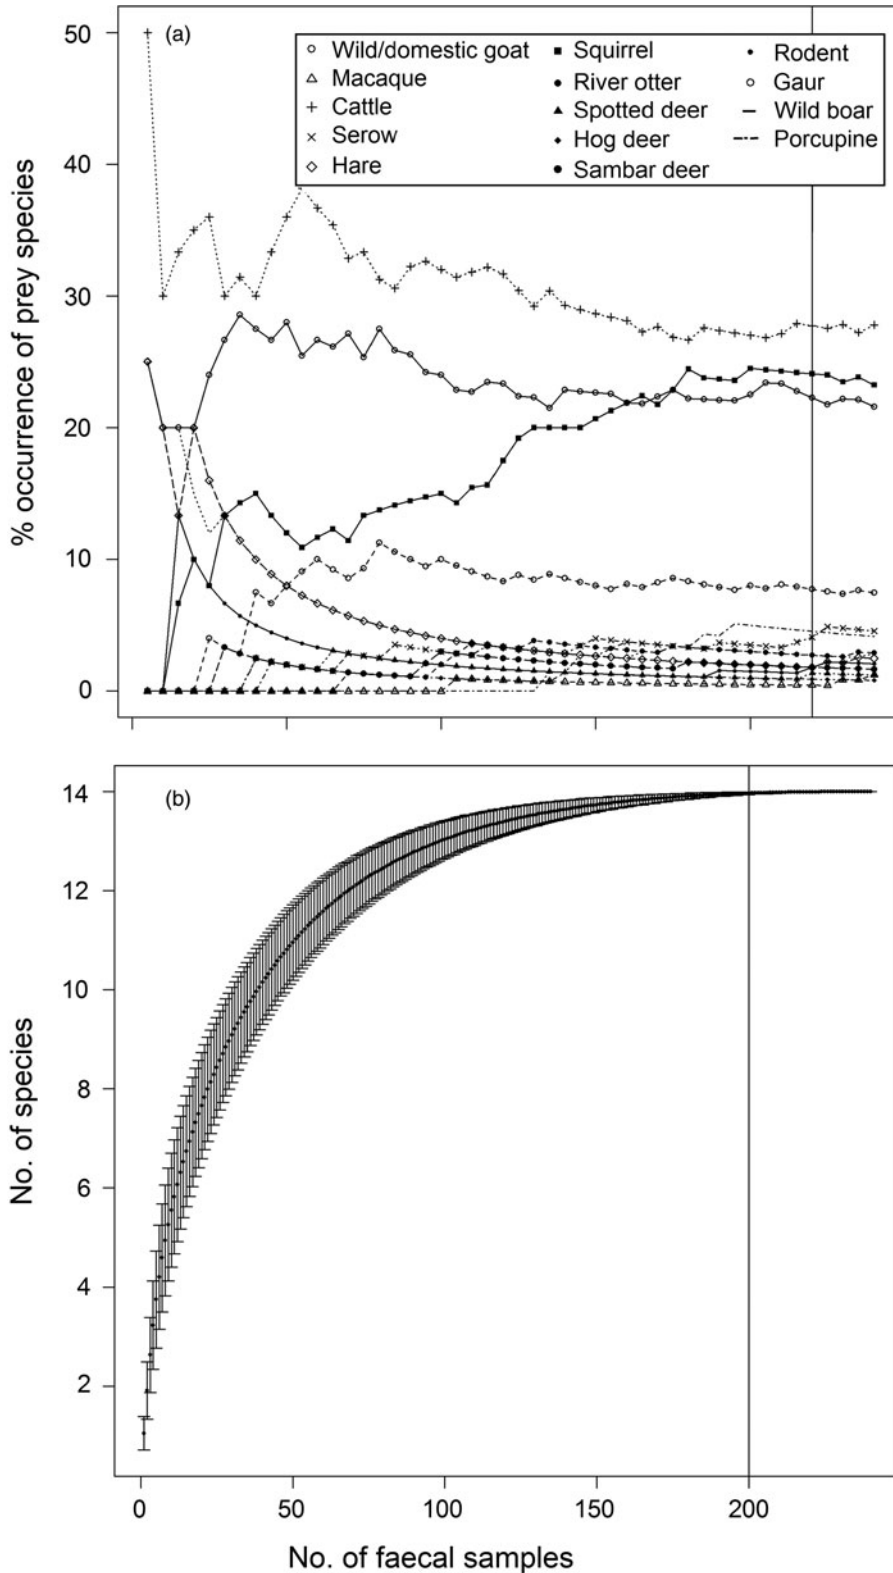 (a)
50
40
30
20
10
0
% occurrence of prey species
Wild/domestic goat
Macaque
Cattle
Serow
Hare
Squirrel
River otter
Spotted deer
Hog deer
Sambar deer
Rodent
Gaur
Wild boar
Porcupine
(b)
14
12
10
8
6
4
2
No. of species
0 50 100 150 200
No. of faecal samples